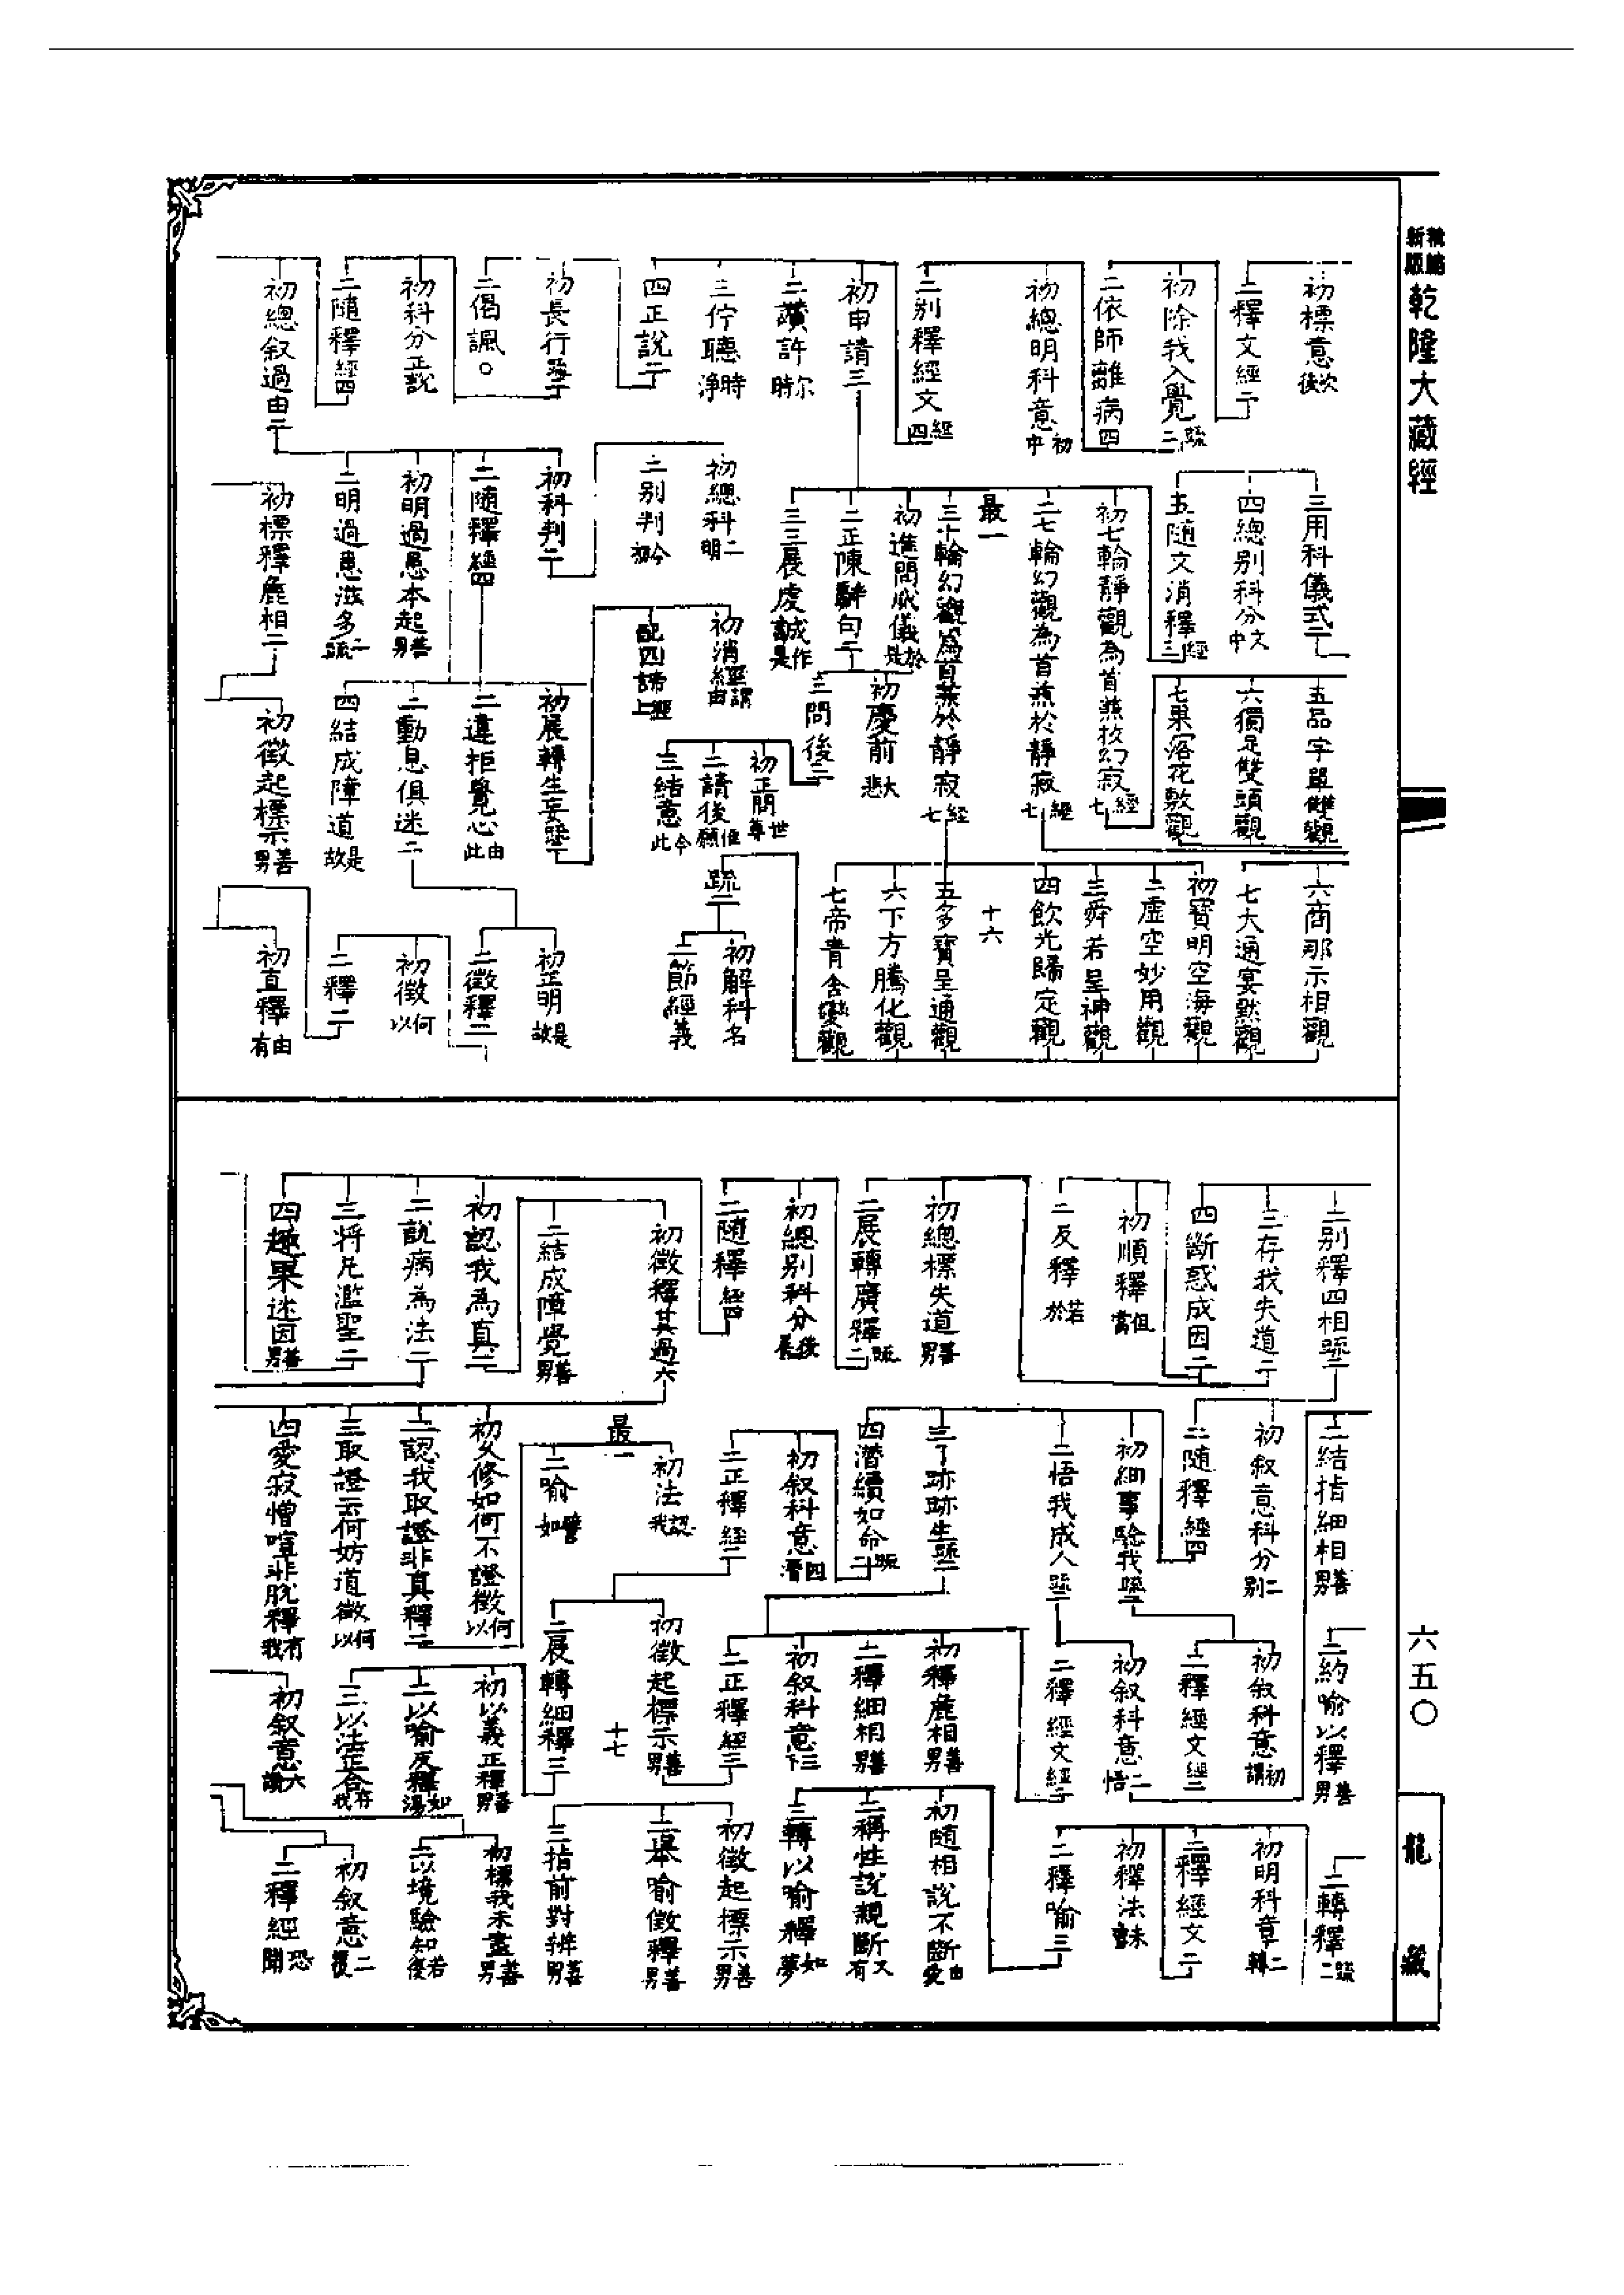 乾隆大藏經
初標意次後
二釋文經二
初除我入覺疏二
二依師離病四
初總明科意初中
二別釋經文經四
初申請三
二讚許尔時
三佇聽時淨
四正說二
初長行
二偈諷。
初科分正說
二隨釋經四
初總叙過由二
三用科儀式二
四總別科分文中
五隨文消釋經三
初七輪靜觀為首兼於幻寂經七
二七輪幻觀為首兼於靜寂經七
最一
三十輪幻觀為首兼於靜寂經七
初進問威儀於是
二正陳辭句二
三三展虔誠作是
初總科二明
二別判今初
初科判二
二隨釋經四
初明過患本起善男
二明過患滋多二疏
初標釋麁相二
五品字單雙觀
六獨足雙頭觀
七果落花敷觀
初慶前大悲
二問後三
初正問世尊
二請後惟願
三結意今此
初消經謂由
配四諦經上
初展轉生妄疏二
二違拒覺心由此
三動息俱迷二
四結成障道是故
初徵起標示善男
六商那示相觀
七大通宴默觀
初寶明空海觀
二虛空妙用觀
三舜若呈神觀
四飲光歸定觀
十六
五多寶呈通觀
六下方騰化觀
七帝青含變觀
疏二
初解科名
二節經義
初正明是故
二徵釋二
初徵何以
二釋二
初直釋由有
二別釋四相疏二
三存我失道二
四斷惑成因二
初順釋但當
二反釋若於
初總標失道善男
二展轉廣釋疏二
初總別科分後長
二隨釋經四
初徵釋其過六
二結成障覺善男
初認我為真二
二說病為法二
三將凡濫聖二
四趣果迷因善男
二結指細相善男
初叙意科分二別
二隨釋經四
初細事驗我疏二
二悟我成人疏二
三了跡跡生疏二
四潛續如命疏二
初叙科意四潛
二正釋經二
初法認我
最一
二喻譬如
初久修如何不證徵何以
二認我取證非真釋二
三取證云何妨道徵何以
四愛寂憎喧非脫釋有我
二約喻以釋善男
初叙科意初謂
二釋經文經二
初叙科意二悟
二釋經文經二
初釋麁相善男
二釋細相善男
初叙科意三下
二正釋經三
初徵起標示善男
十七
二展轉細釋三
初以義正釋善男
二以喻反釋如湯
三以法正合存我
初叙意六讚
二轉釋疏二
初明科章二轉
二釋經文二
初釋法未
二釋喻三
初隨相說不斷由愛
二稱性說親斷又有
三轉以喻釋如夢
初徵起標示善男
二舉喻徵釋善男
三指前對辨善男
初標我未盡善男
二以境驗知若復
初叙意二復
二釋經恐聞
六五〇
龍藏